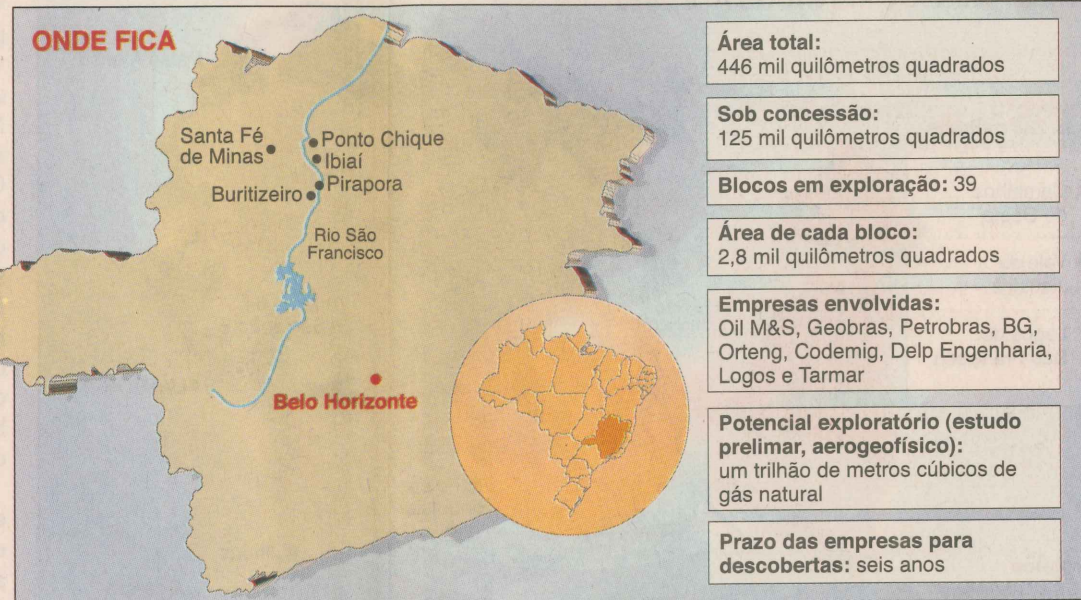 ONDE FICA
Santa Fé
de Minas
Ponto Chique
Ibiaí
Pirapora
Buritizeiro
Rio São
Francisco
Belo Horizonte
Área total:
446 mil quilômetros quadrados
Sob concessão:
125 mil quilômetros quadrados
Blocos em exploração: 39
Área de cada bloco:
2,8 mil quilômetros quadrados
Empresas envolvidas:
Oil M&S, Geobras, Petrobras, BG,
Orteng, Codemig, Delp Engenharia,
Logos e Tarmar
Potencial exploratório (estudo
prelimar, aerogeofísico):
um trilhão de metros cúbicos de
gás natural
Prazo das empresas para
descobertas: seis anos